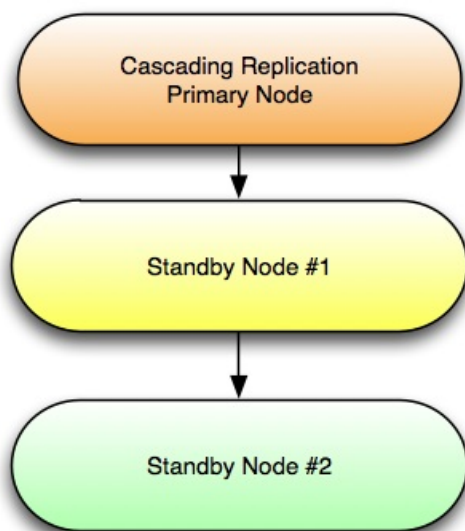 Cascading Replication
Primary Node
Standby Node #1
Standby Node #2